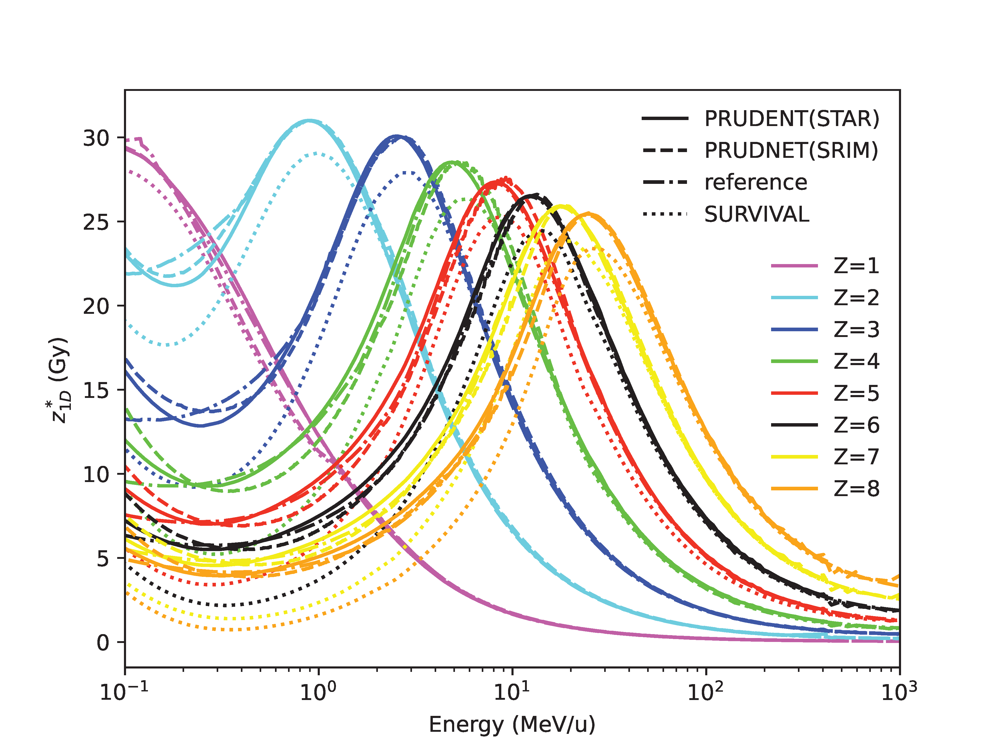 PRUDENT(STAR)
PRUDNET(SRIM)
reference
SURVIVAL
Z=1
Z=2
Z=3
Z=4
Z=5
Z=6
Z=7
Z=8
30
25
20
15
10
5
0
z*1D (Gy)
10−1
100
101
102
103
Energy (MeV/u)